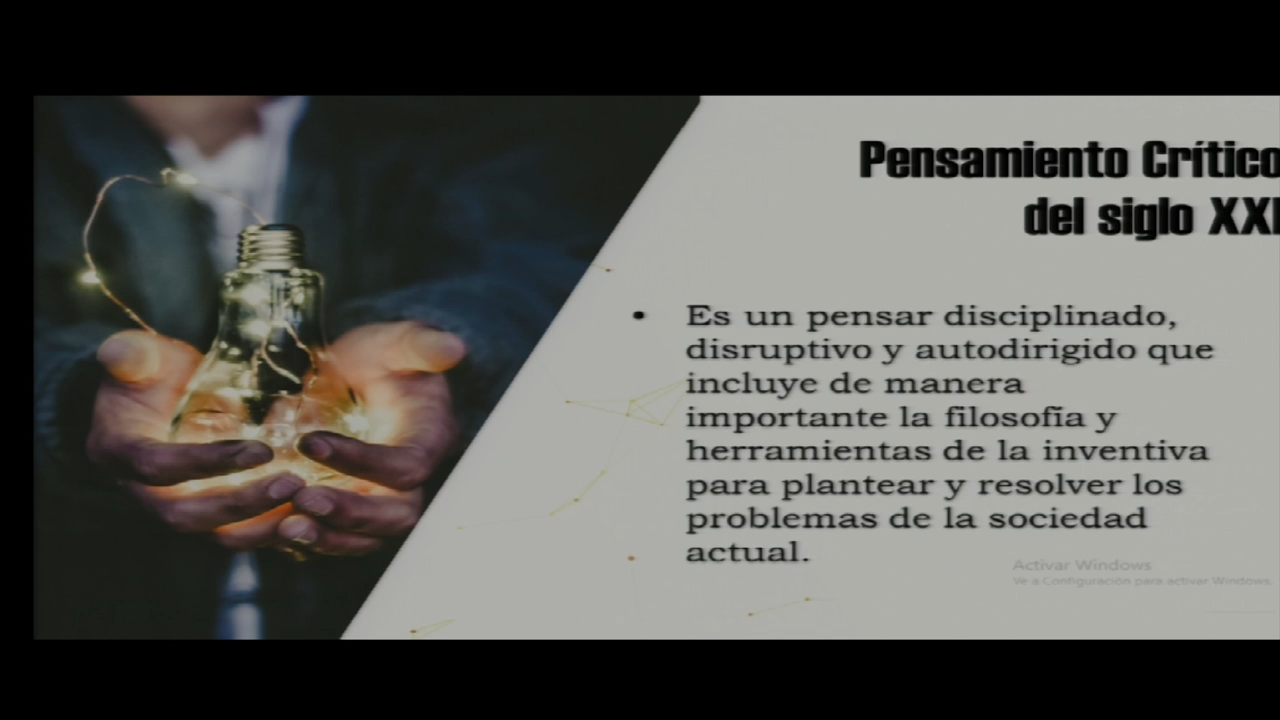 Pensamiento Crítico
del siglo XXI
• Es un pensar disciplinado,
disruptivo y autodirigido que
incluye de manera
importante la filosofía y
herramientas de la inventiva
para plantear y resolver los
problemas de la sociedad
actual.
Activar Windows
Ve a Configuración para activar Windows.